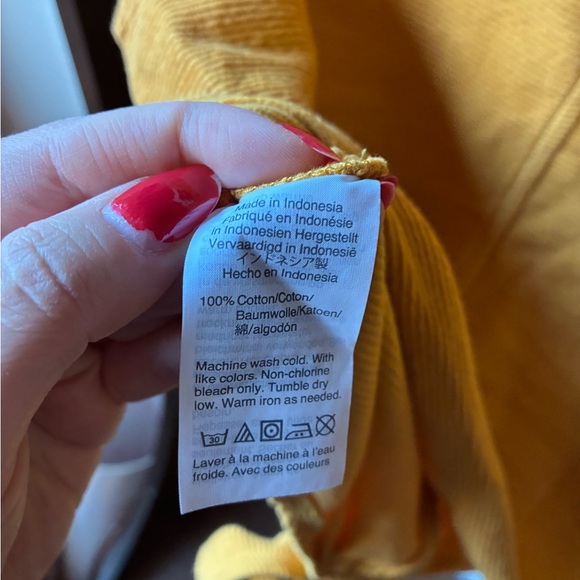 Made in Indonesia
Fabriqué en Indonésie
In Indonesien Hergestellt
Vervaardigd in Indonesië
インドネシア製
Hecho en Indonesia
100% Cotton/Coton/
Baumwolle/Katoen/
綿/algodón
Machine wash cold. With
like colors. Non-chlorine
bleach only. Tumble dry
low. Warm iron as needed.
30
Laver à la machine à l'eau
froide. Avec des couleurs